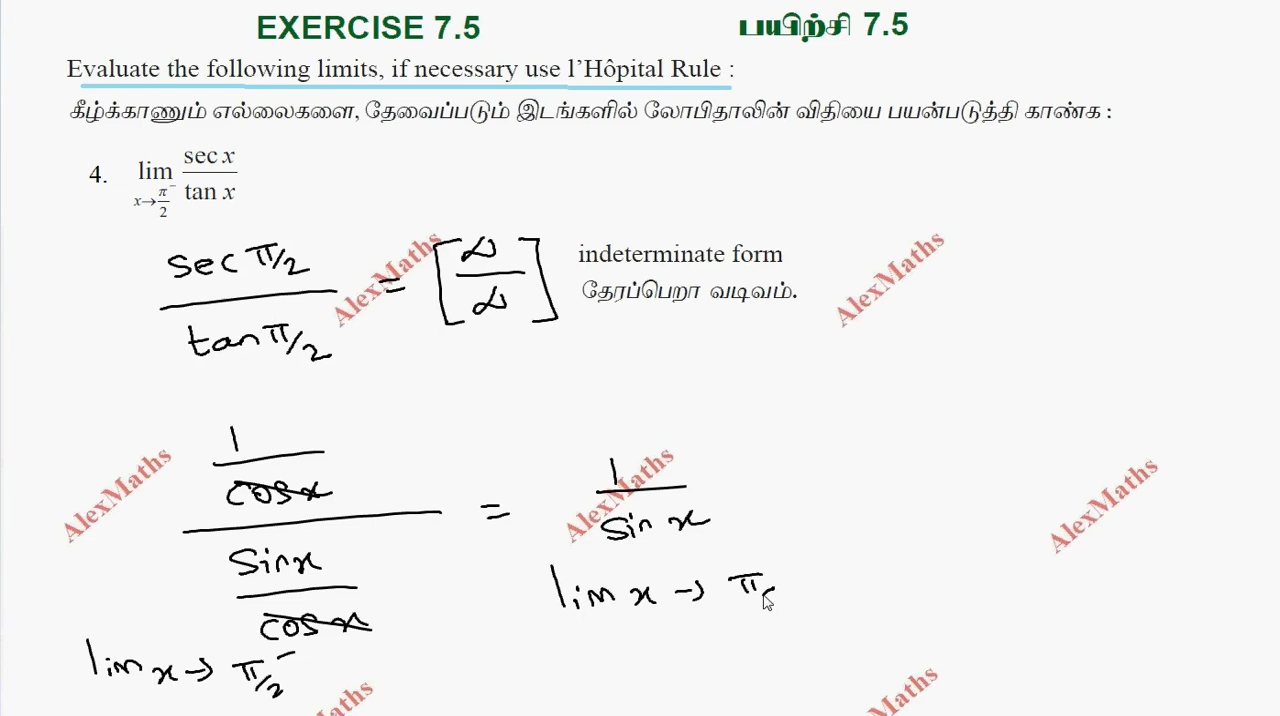 EXERCISE 7.5
பயிற்சி 7.5
Evaluate the following limits, if necessary use l’Hôpital Rule :
கீழ்க்காணும் எல்லைகளை, தேவைப்படும் இடங்களில் லோபிதாலின் விதியை பயன்படுத்தி காண்க :
4. lim x→π/2⁻ sec x / tan x
sec π/2 / tan π/2 = [∞/∞]
indeterminate form
தேரப்பெறா வடிவம்.
1/cos x / sin x/cos x = 1/sin x
lim x → π/2⁻
lim x → π
AlexMaths
AlexMaths
AlexMaths
AlexMaths
AlexMaths
AlexMaths
AlexMaths